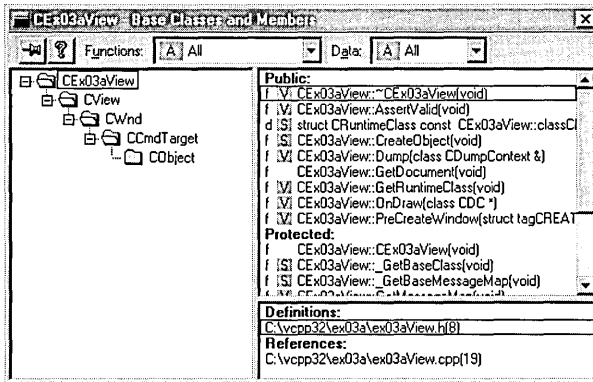 CEx03aView - Base Classes and Members
Functions: A All Data: A All
CEx03aView
CView
CWnd
CCmdTarget
CObject
Public:
f V CEx03aView::~CEx03aView(void)
f V CEx03aView::AssertValid(void)
d S struct CRuntimeClass const CEx03aView::classCl
f S CEx03aView::CreateObject(void)
f V CEx03aView::Dump(class CDumpContext &)
f CEx03aView::GetDocument(void)
f V CEx03aView::GetRuntimeClass(void)
f V CEx03aView::OnDraw(class CDC *)
f V CEx03aView::PreCreateWindow(struct tagCREAT
Protected:
f CEx03aView::CEx03aView(void)
f S CEx03aView::_GetBaseClass(void)
f S CEx03aView::_GetBaseMessageMap(void)
f V CEx03aView::GetMessageMap(void)
Definitions:
C:\vcpp32\ex03a\ex03aView.h(8)
References:
C:\vcpp32\ex03a\ex03aView.cpp(19)